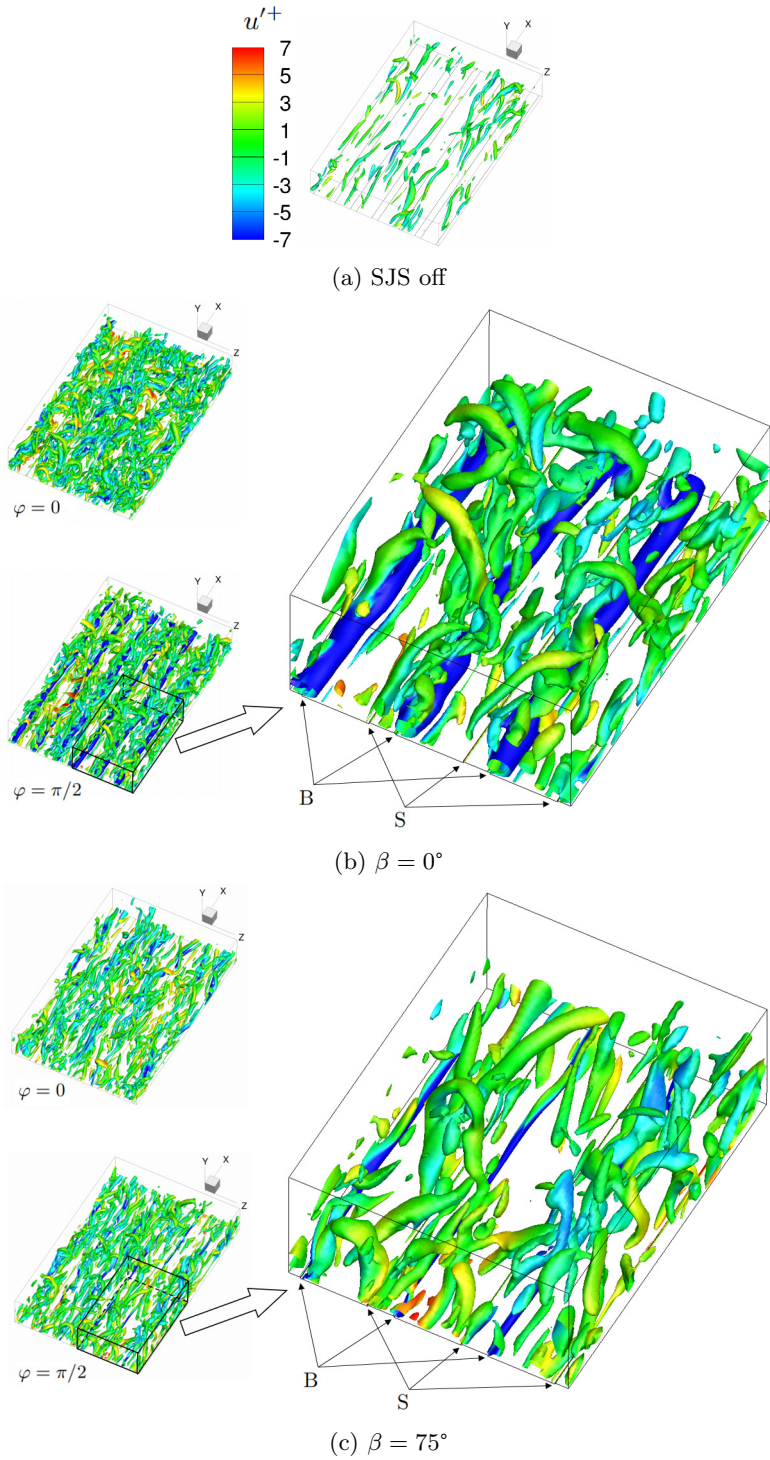 u′+
7
5
3
1
-1
-3
-5
-7
Y
X
Z
(a) SJS off
Y
X
Z
φ = 0
Y
X
Z
φ = π/2
B
S
(b) β = 0°
Y
X
Z
φ = 0
Y
X
Z
φ = π/2
B
S
(c) β = 75°